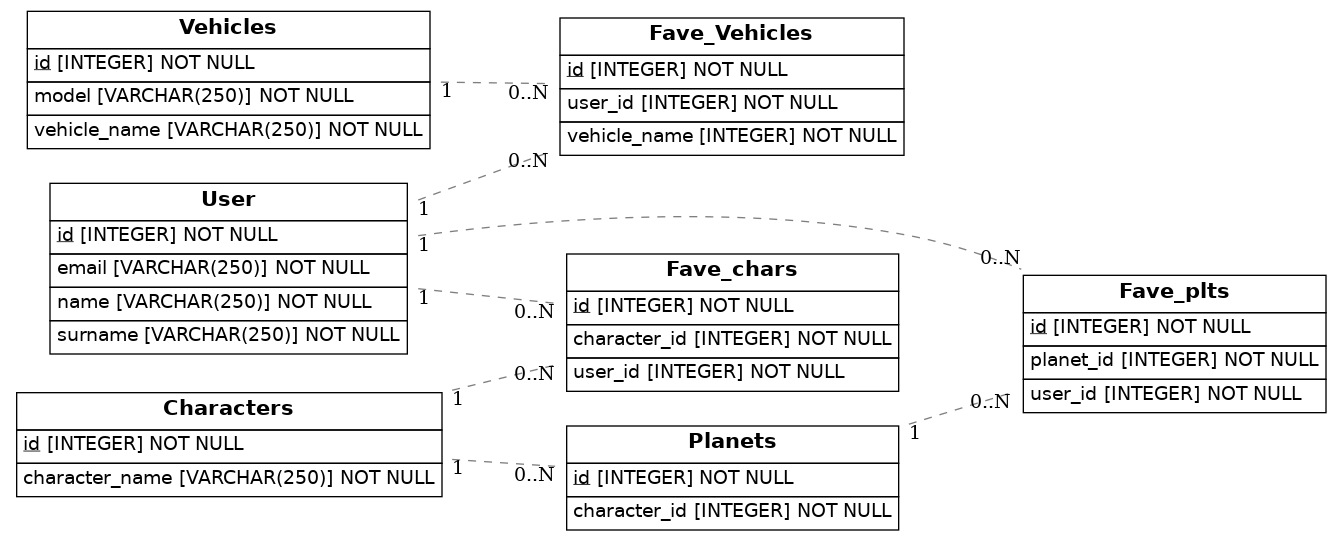 Vehicles
id [INTEGER] NOT NULL
model [VARCHAR(250)] NOT NULL
vehicle_name [VARCHAR(250)] NOT NULL
1
0..N
Fave_Vehicles
id [INTEGER] NOT NULL
user_id [INTEGER] NOT NULL
vehicle_name [INTEGER] NOT NULL
0..N
1
User
id [INTEGER] NOT NULL
email [VARCHAR(250)] NOT NULL
name [VARCHAR(250)] NOT NULL
surname [VARCHAR(250)] NOT NULL
1
0..N
1
0..N
Fave_chars
id [INTEGER] NOT NULL
character_id [INTEGER] NOT NULL
user_id [INTEGER] NOT NULL
0..N
1
Fave_plts
id [INTEGER] NOT NULL
planet_id [INTEGER] NOT NULL
user_id [INTEGER] NOT NULL
0..N
1
Characters
id [INTEGER] NOT NULL
character_name [VARCHAR(250)] NOT NULL
1
0..N
Planets
id [INTEGER] NOT NULL
character_id [INTEGER] NOT NULL